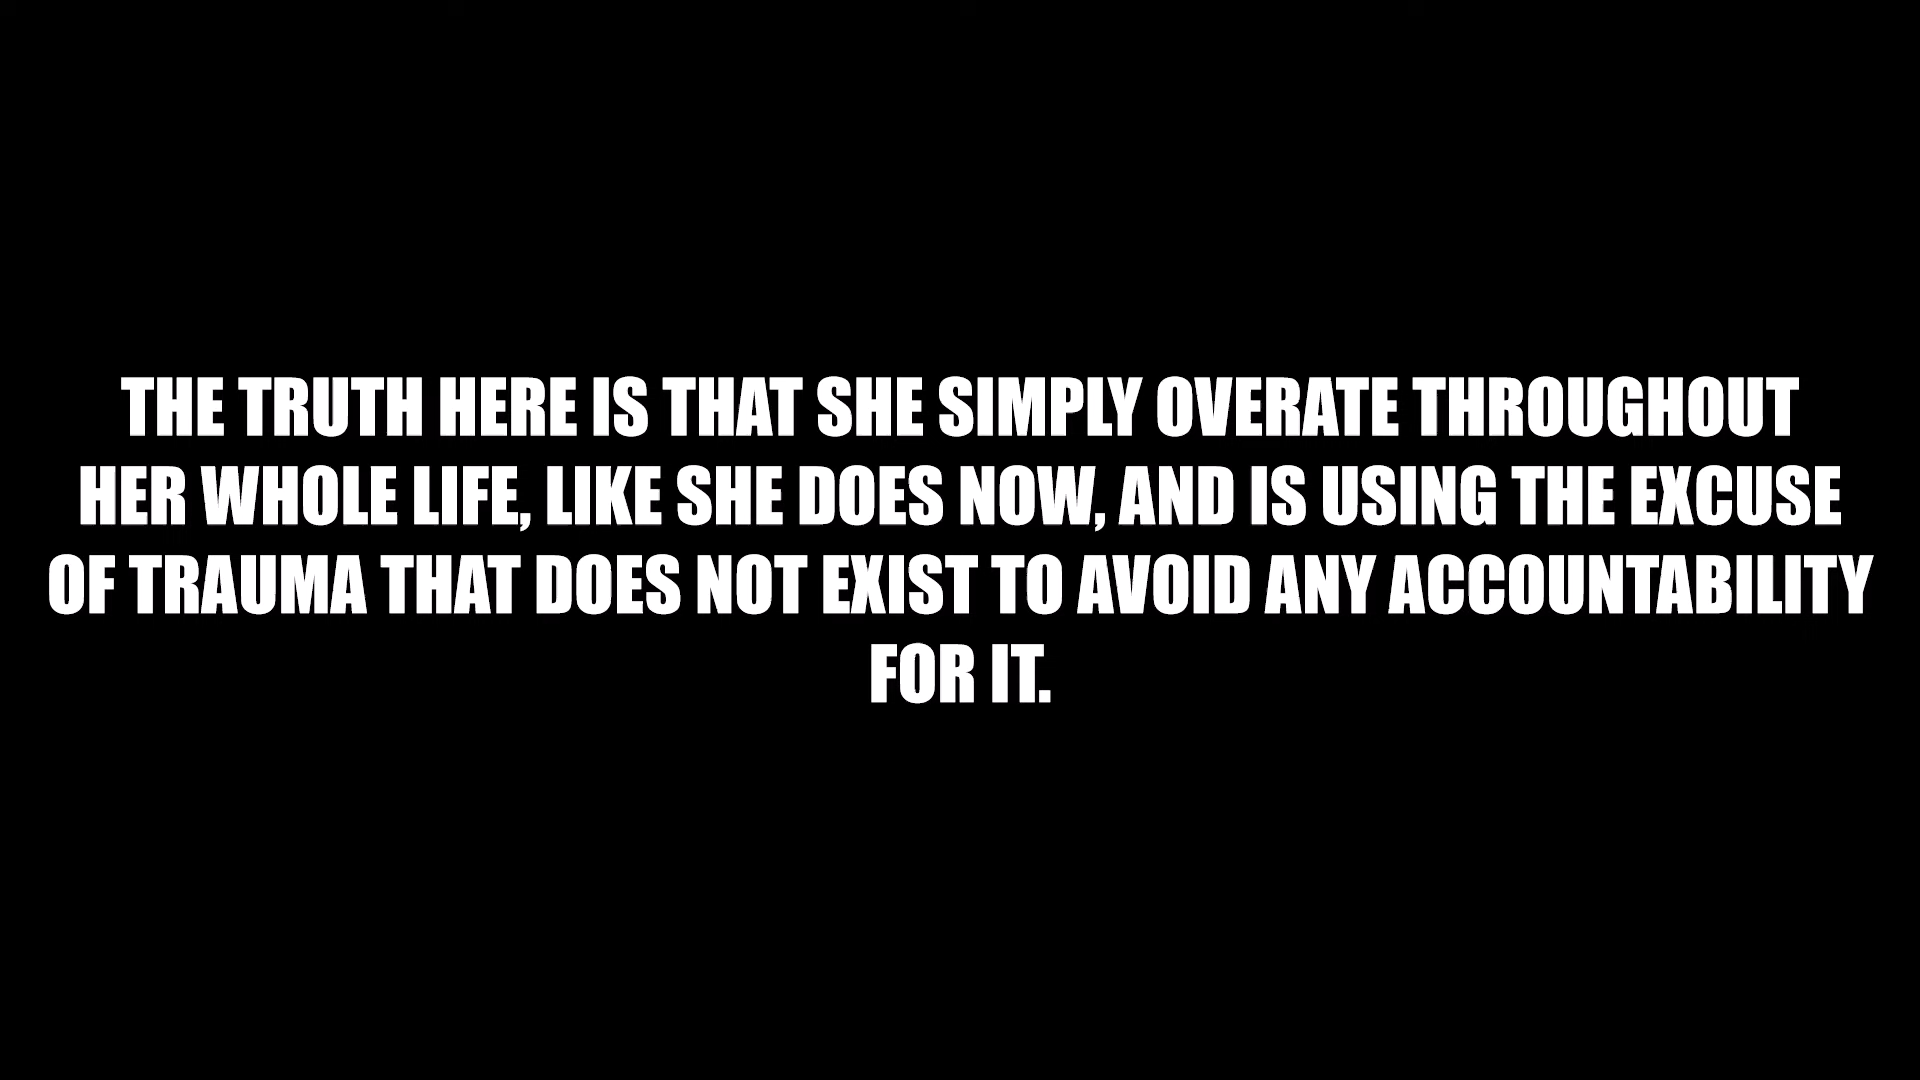 THE TRUTH HERE IS THAT SHE SIMPLY OVERATE THROUGHOUT
HER WHOLE LIFE, LIKE SHE DOES NOW, AND IS USING THE EXCUSE
OF TRAUMA THAT DOES NOT EXIST TO AVOID ANY ACCOUNTABILITY
FOR IT.